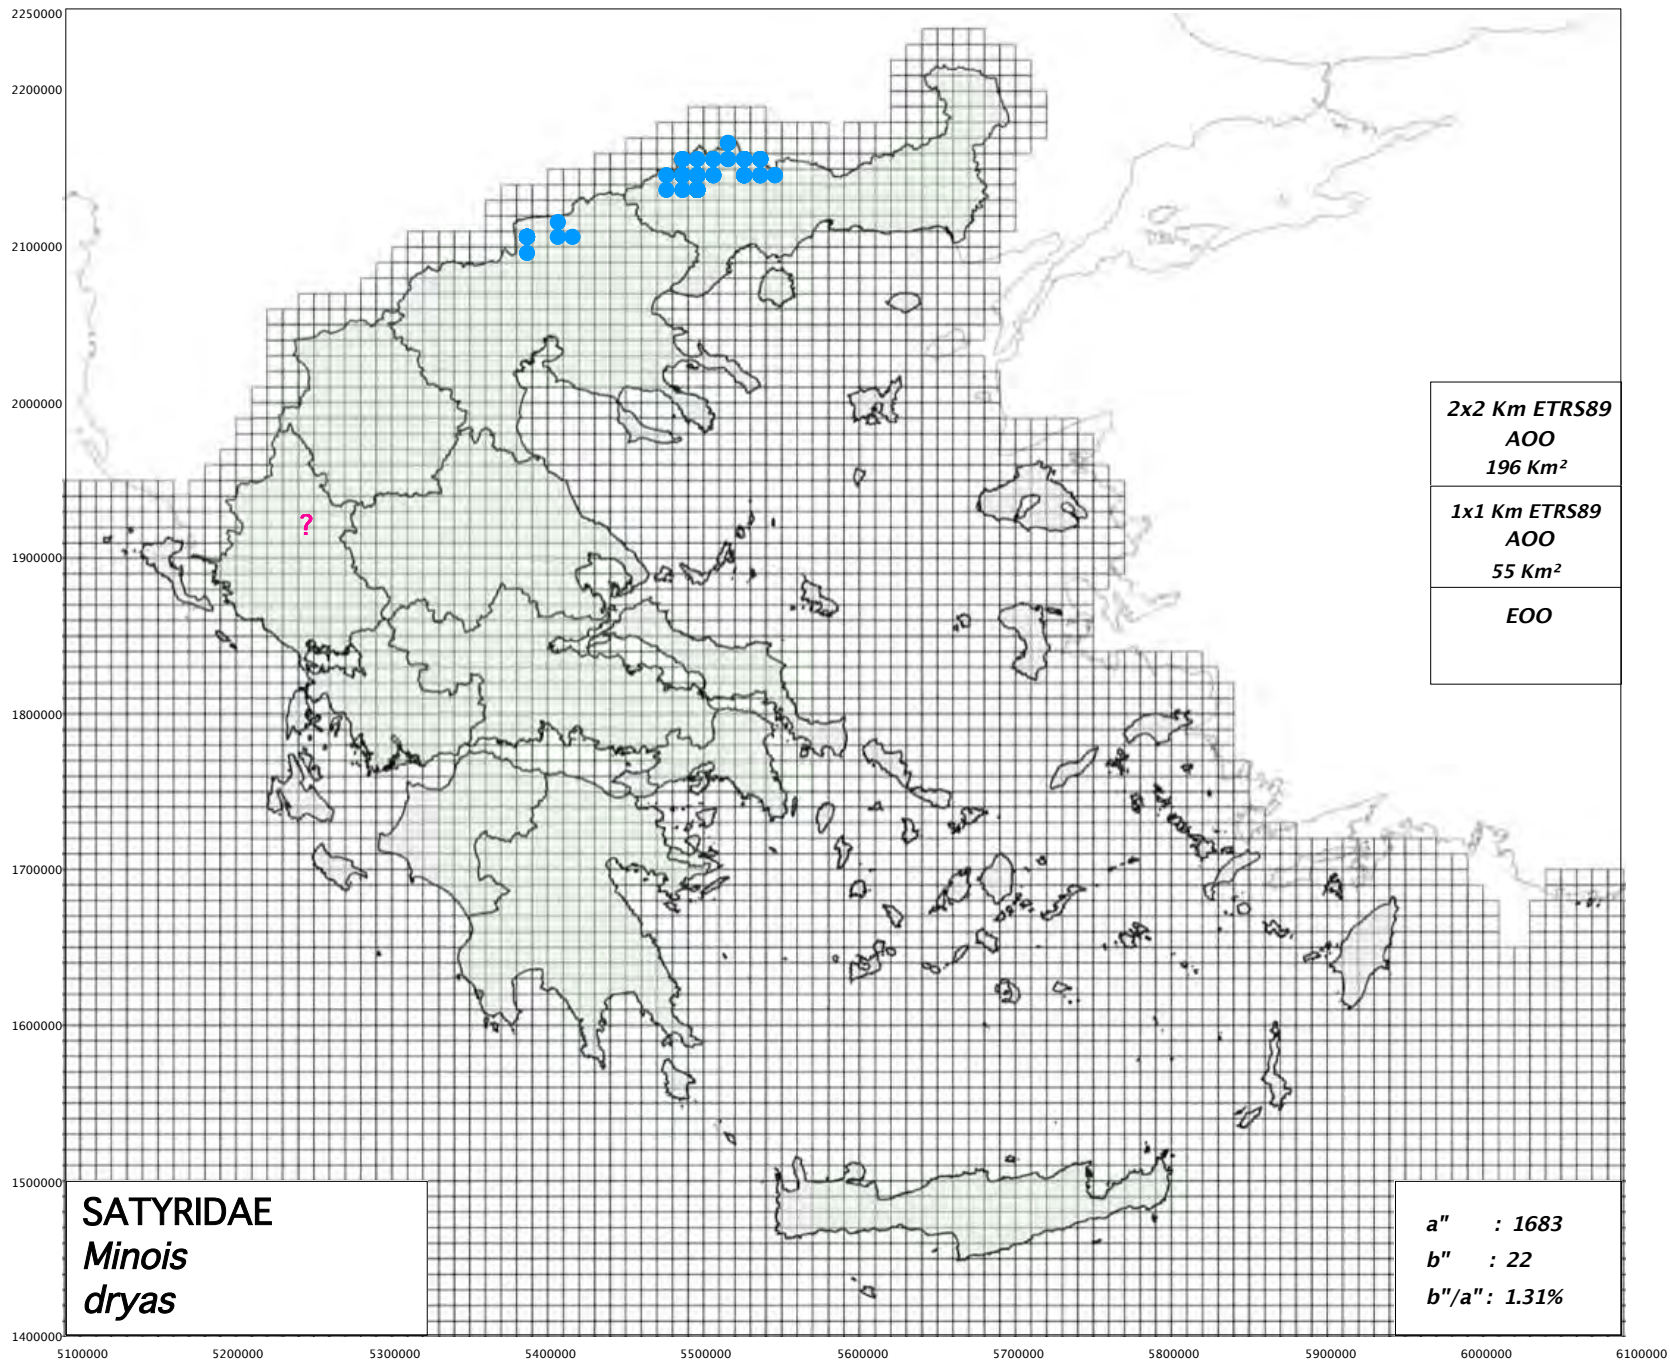 2250000
2200000
2100000
2000000
1900000
1800000
1700000
1600000
1500000
1400000
5100000 5200000 5300000 5400000 5500000 5600000 5700000 5800000 5900000 6000000 6100000
?
2x2 Km ETRS89
AOO
196 Km²
1x1 Km ETRS89
AOO
55 Km²
EOO
SATYRIDAE
Minois
dryas
a" : 1683
b" : 22
b"/a" : 1.31%